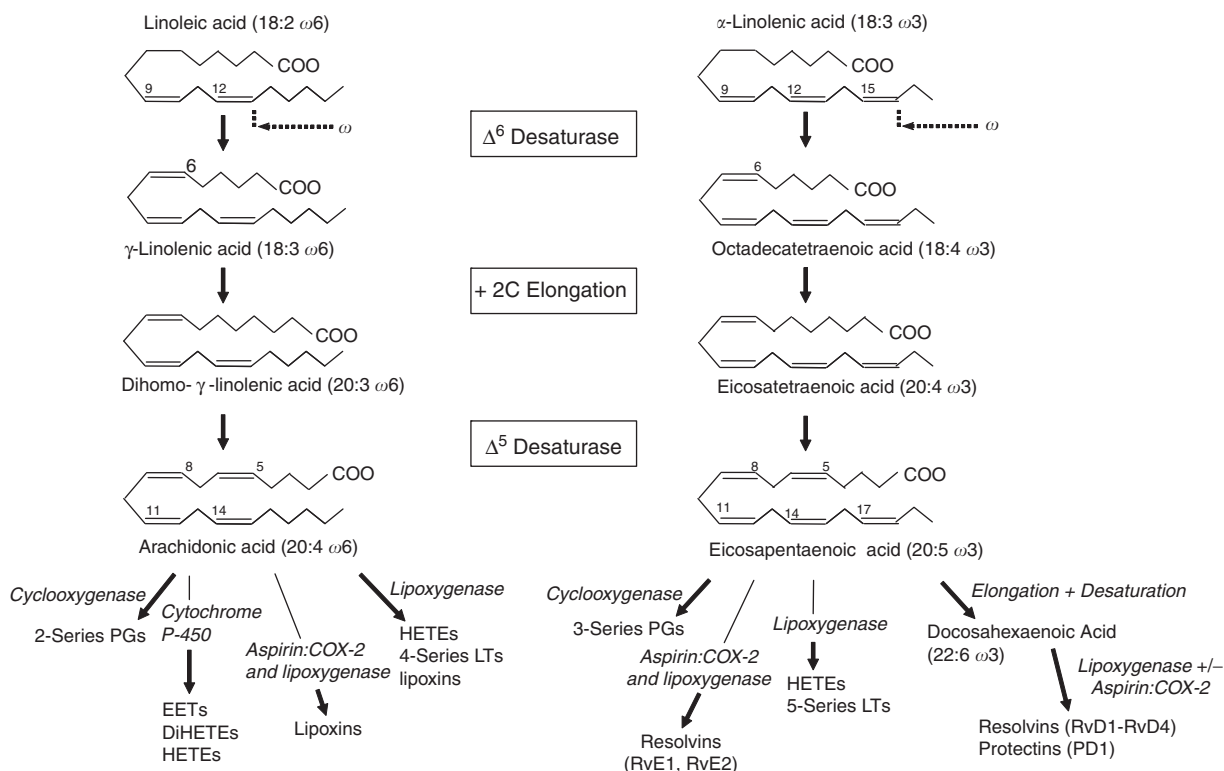 Linoleic acid (18:2 ω6)
COO
9
12
ω
6
COO
γ-Linolenic acid (18:3 ω6)
COO
Dihomo- γ -linolenic acid (20:3 ω6)
8
5
COO
11
14
Arachidonic acid (20:4 ω6)
Cyclooxygenase
2-Series PGs
Cytochrome
P-450
EETs
DiHETEs
HETEs
Aspirin:COX-2
and lipoxygenase
Lipoxins
Lipoxygenase
HETEs
4-Series LTs
lipoxins
Δ6 Desaturase
+ 2C Elongation
Δ5 Desaturase
α-Linolenic acid (18:3 ω3)
COO
9
12
15
ω
6
COO
Octadecatetraenoic acid (18:4 ω3)
COO
Eicosatetraenoic acid (20:4 ω3)
8
5
COO
11
14
17
Eicosapentaenoic acid (20:5 ω3)
Cyclooxygenase
3-Series PGs
Aspirin:COX-2
and lipoxygenase
Resolvins
(RvE1, RvE2)
Lipoxygenase
HETEs
5-Series LTs
Elongation + Desaturation
Docosahexaenoic Acid
(22:6 ω3)
Lipoxygenase +/–
Aspirin:COX-2
Resolvins (RvD1-RvD4)
Protectins (PD1)